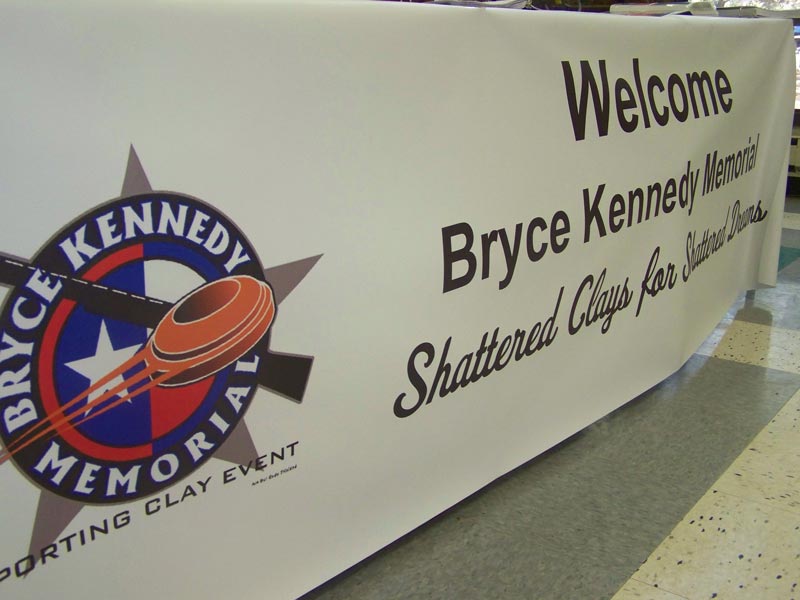 BRYCE KENNEDY
MEMORIAL
PORTING CLAY EVENT
Welcome
Bryce Kennedy Memorial
Shattered Clays for Shattered Dreams